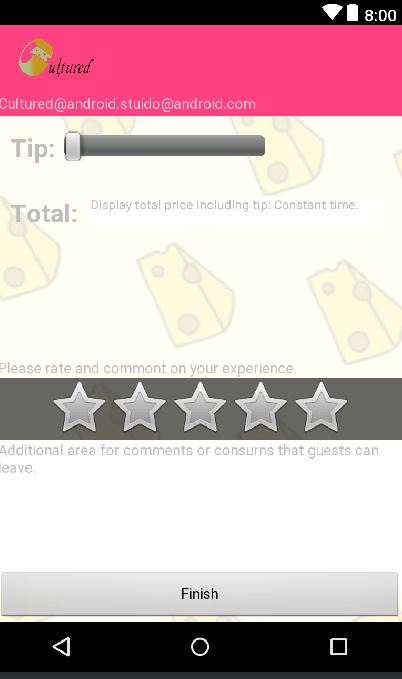 8:00
Cultured
Cultured@android.stuido@android.com
Tip:
Total:
Display total price including tip: Constant time.
Please rate and commont on your experience.
Additional area for comments or consurns that guests can
leave.
Finish